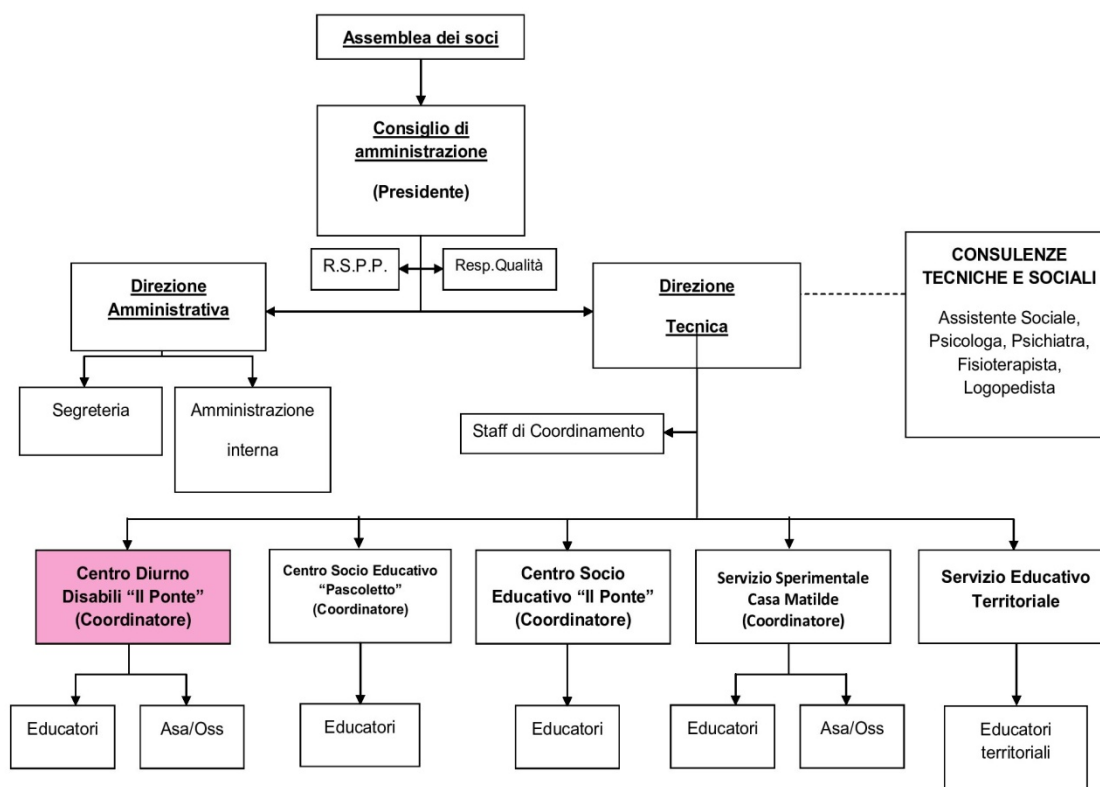 Assemblea dei soci
Consiglio di
amministrazione
(Presidente)
R.S.P.P.
Resp.Qualità
Direzione
Amministrativa
Direzione
Tecnica
CONSULENZE
TECNICHE E SOCIALI
Assistente Sociale,
Psicologa, Psichiatra,
Fisioterapista,
Logopedista
Segreteria
Amministrazione
interna
Staff di Coordinamento
Centro Diurno
Disabili “Il Ponte”
(Coordinatore)
Centro Socio Educativo
“Pascoletto”
(Coordinatore)
Centro Socio
Educativo “Il Ponte”
(Coordinatore)
Servizio Sperimentale
Casa Matilde
(Coordinatore)
Servizio Educativo
Territoriale
Educatori
Asa/Oss
Educatori
Educatori
Educatori
Asa/Oss
Educatori
territoriali